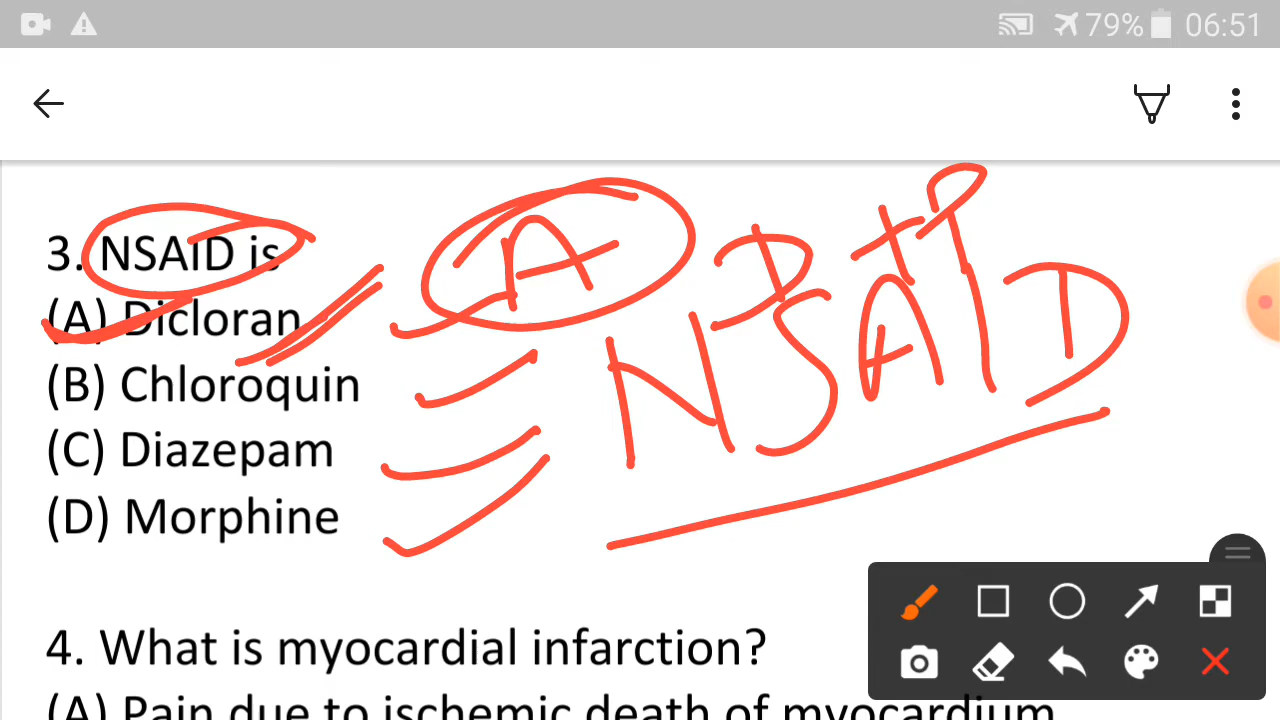 79% 06:51
3. NSAID is
(A) Dicloran
(B) Chloroquin
(C) Diazepam
(D) Morphine
A
NSAID
4. What is myocardial infarction?
(A) Pain due to ischemic death of myocardium